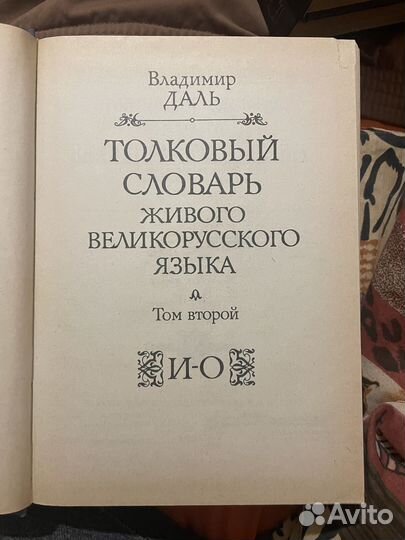 Владимир
ДАЛЬ
ТОЛКОВЫЙ
СЛОВАРЬ
ЖИВОГО
ВЕЛИКОРУССКОГО
ЯЗЫКА
Том второй
И-О
Avito